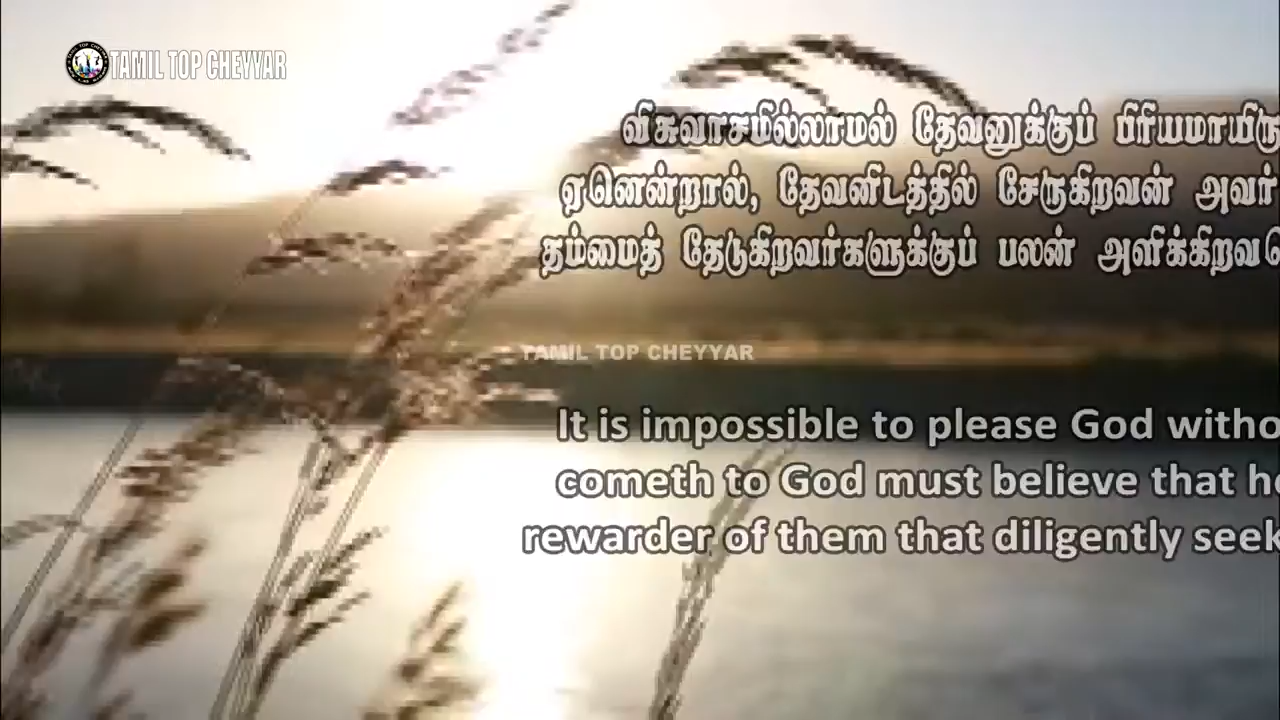 TAMIL TOP CHEYYAR
விசுவாசமில்லாமல் தேவனுக்குப் பிரியமாயிரு
ஏனென்றால், தேவனிடத்தில் சேருகிறவன் அவர்
தம்மைத் தேடுகிறவர்களுக்குப் பலன் அளிக்கிறவ
TAMIL TOP CHEYYAR
It is impossible to please God witho
cometh to God must believe that he
rewarder of them that diligently seek